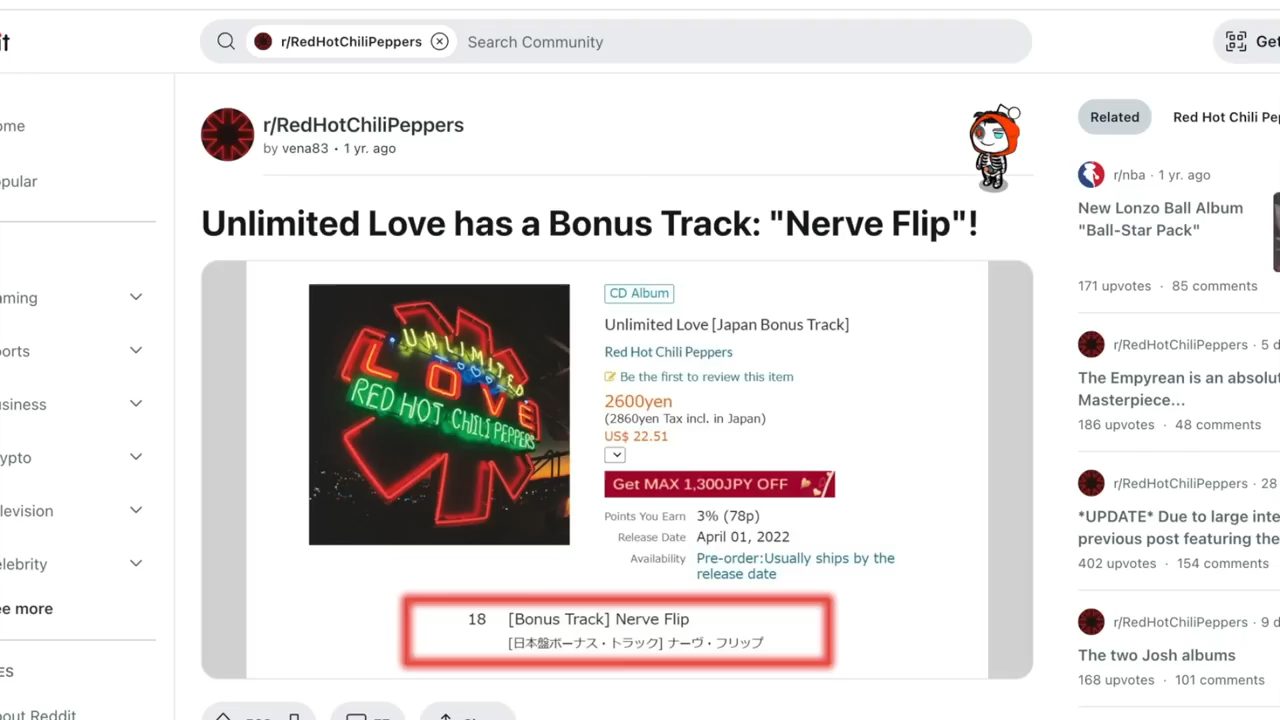 it
r/RedHotChiliPeppers
Search Community
Get
ome
opular
aming
ports
usiness
rypto
elevision
elebrity
ee more
ES
bout Reddit
r/RedHotChiliPeppers
by vena83 • 1 yr. ago
Unlimited Love has a Bonus Track: "Nerve Flip"!
UNLIMITED
LOVE
RED HOT CHILI PEPPERS
CD Album
Unlimited Love [Japan Bonus Track]
Red Hot Chili Peppers
Be the first to review this item
2600yen
(2860yen Tax incl. in Japan)
US$ 22.51
Get MAX 1,300JPY OFF
Points You Earn 3% (78p)
Release Date April 01, 2022
Availability Pre-order:Usually ships by the
release date
18 [Bonus Track] Nerve Flip
[日本盤ボーナス・トラック] ナーヴ・フリップ
Related Red Hot Chili Pep
r/nba · 1 yr. ago
New Lonzo Ball Album
"Ball-Star Pack"
171 upvotes · 85 comments
r/RedHotChiliPeppers · 5 d
The Empyrean is an absolut
Masterpiece...
186 upvotes · 48 comments
r/RedHotChiliPeppers · 28
*UPDATE* Due to large inte
previous post featuring the
402 upvotes · 154 comments
r/RedHotChiliPeppers · 9 d
The two Josh albums
168 upvotes · 101 comments